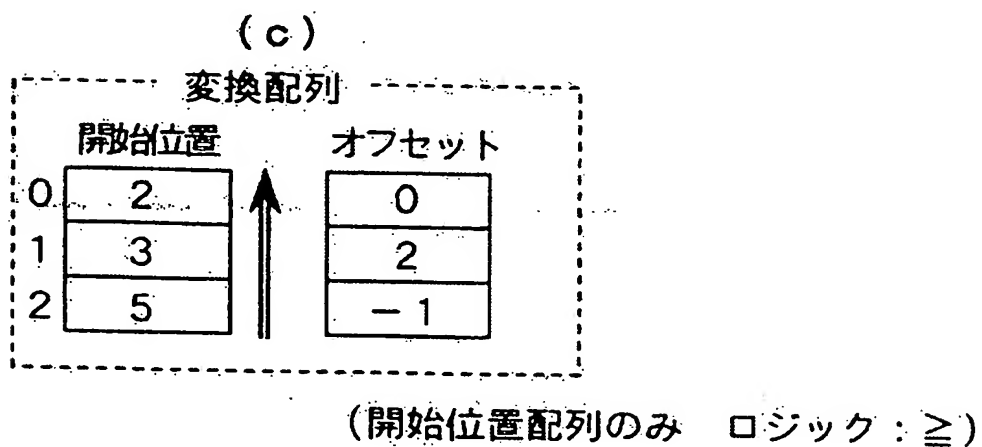 (c)
変換配列
開始位置 オフセット
0 2 0
1 3 2
2 5 -1
(開始位置配列のみ ロジック:≧)